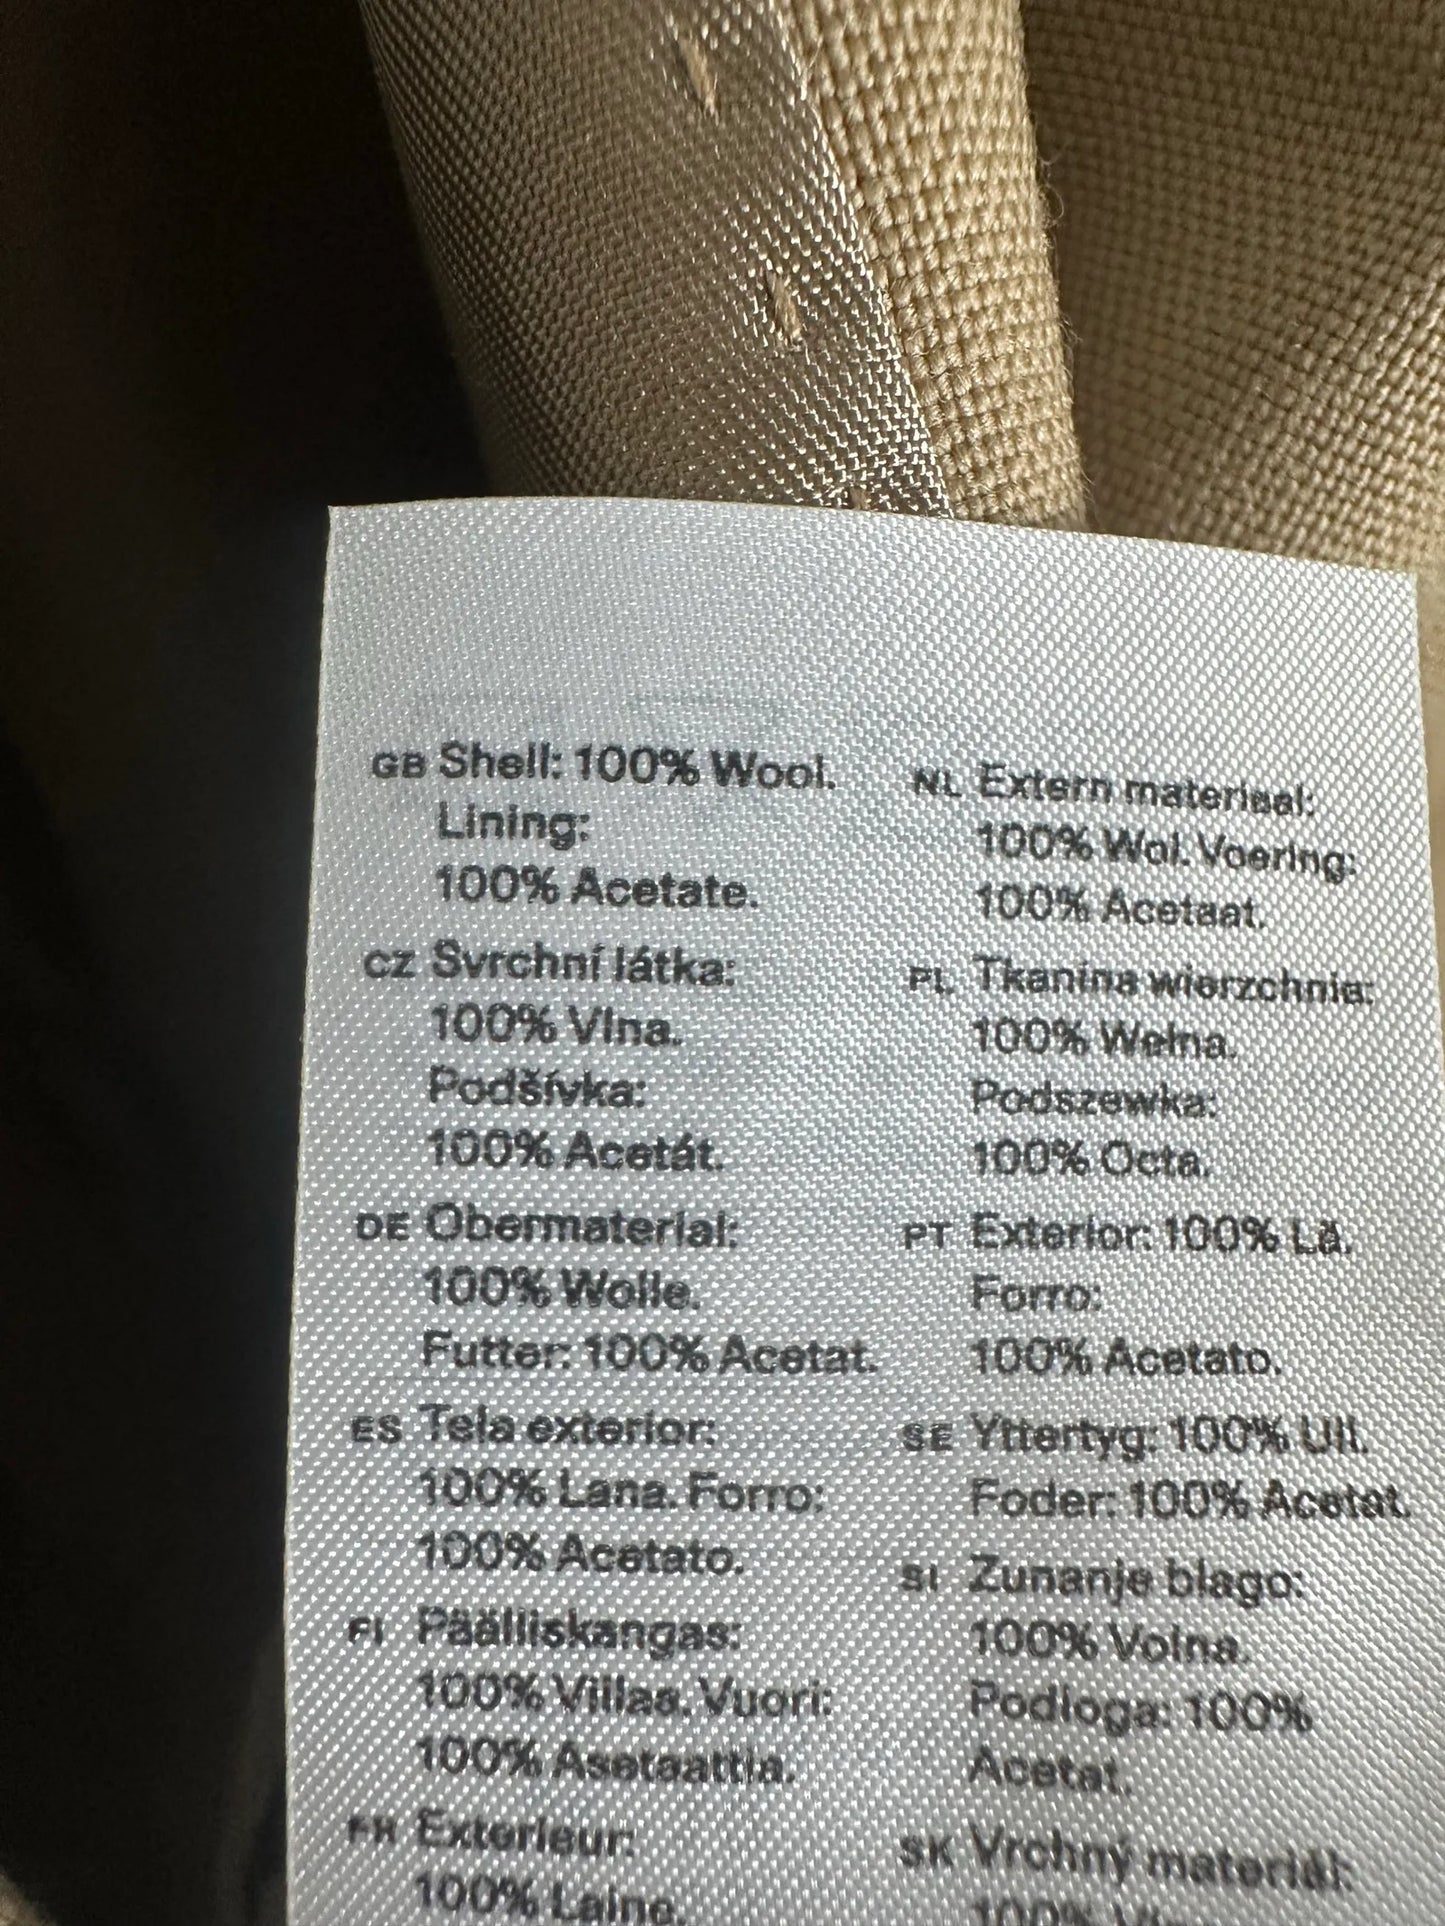 GB Shell: 100% Wool.
Lining:
100% Acetate.
CZ Svrchní látka:
100% Vlna.
Podšívka:
100% Acetát.
DE Obermaterial:
100% Wolle.
Futter: 100% Acetat.
ES Tela exterior:
100% Lana. Forro:
100% Acetato.
FI Päälliskangas:
100% Villaa. Vuori:
100% Asetaattia.
FR Exterieur:
100% Laine.
NL Extern materiaal:
100% Wol. Voering:
100% Acetaat.
PL Tkanina wierzchnia:
100% Wełna.
Podszewka:
100% Octa.
PT Exterior: 100% Lã.
Forro:
100% Acetato.
SE Yttertyg: 100% Ull.
Foder: 100% Acetat.
SI Zunanje blago:
100% Volna.
Podloga: 100%
Acetat.
SK Vrchný materiál:
100%